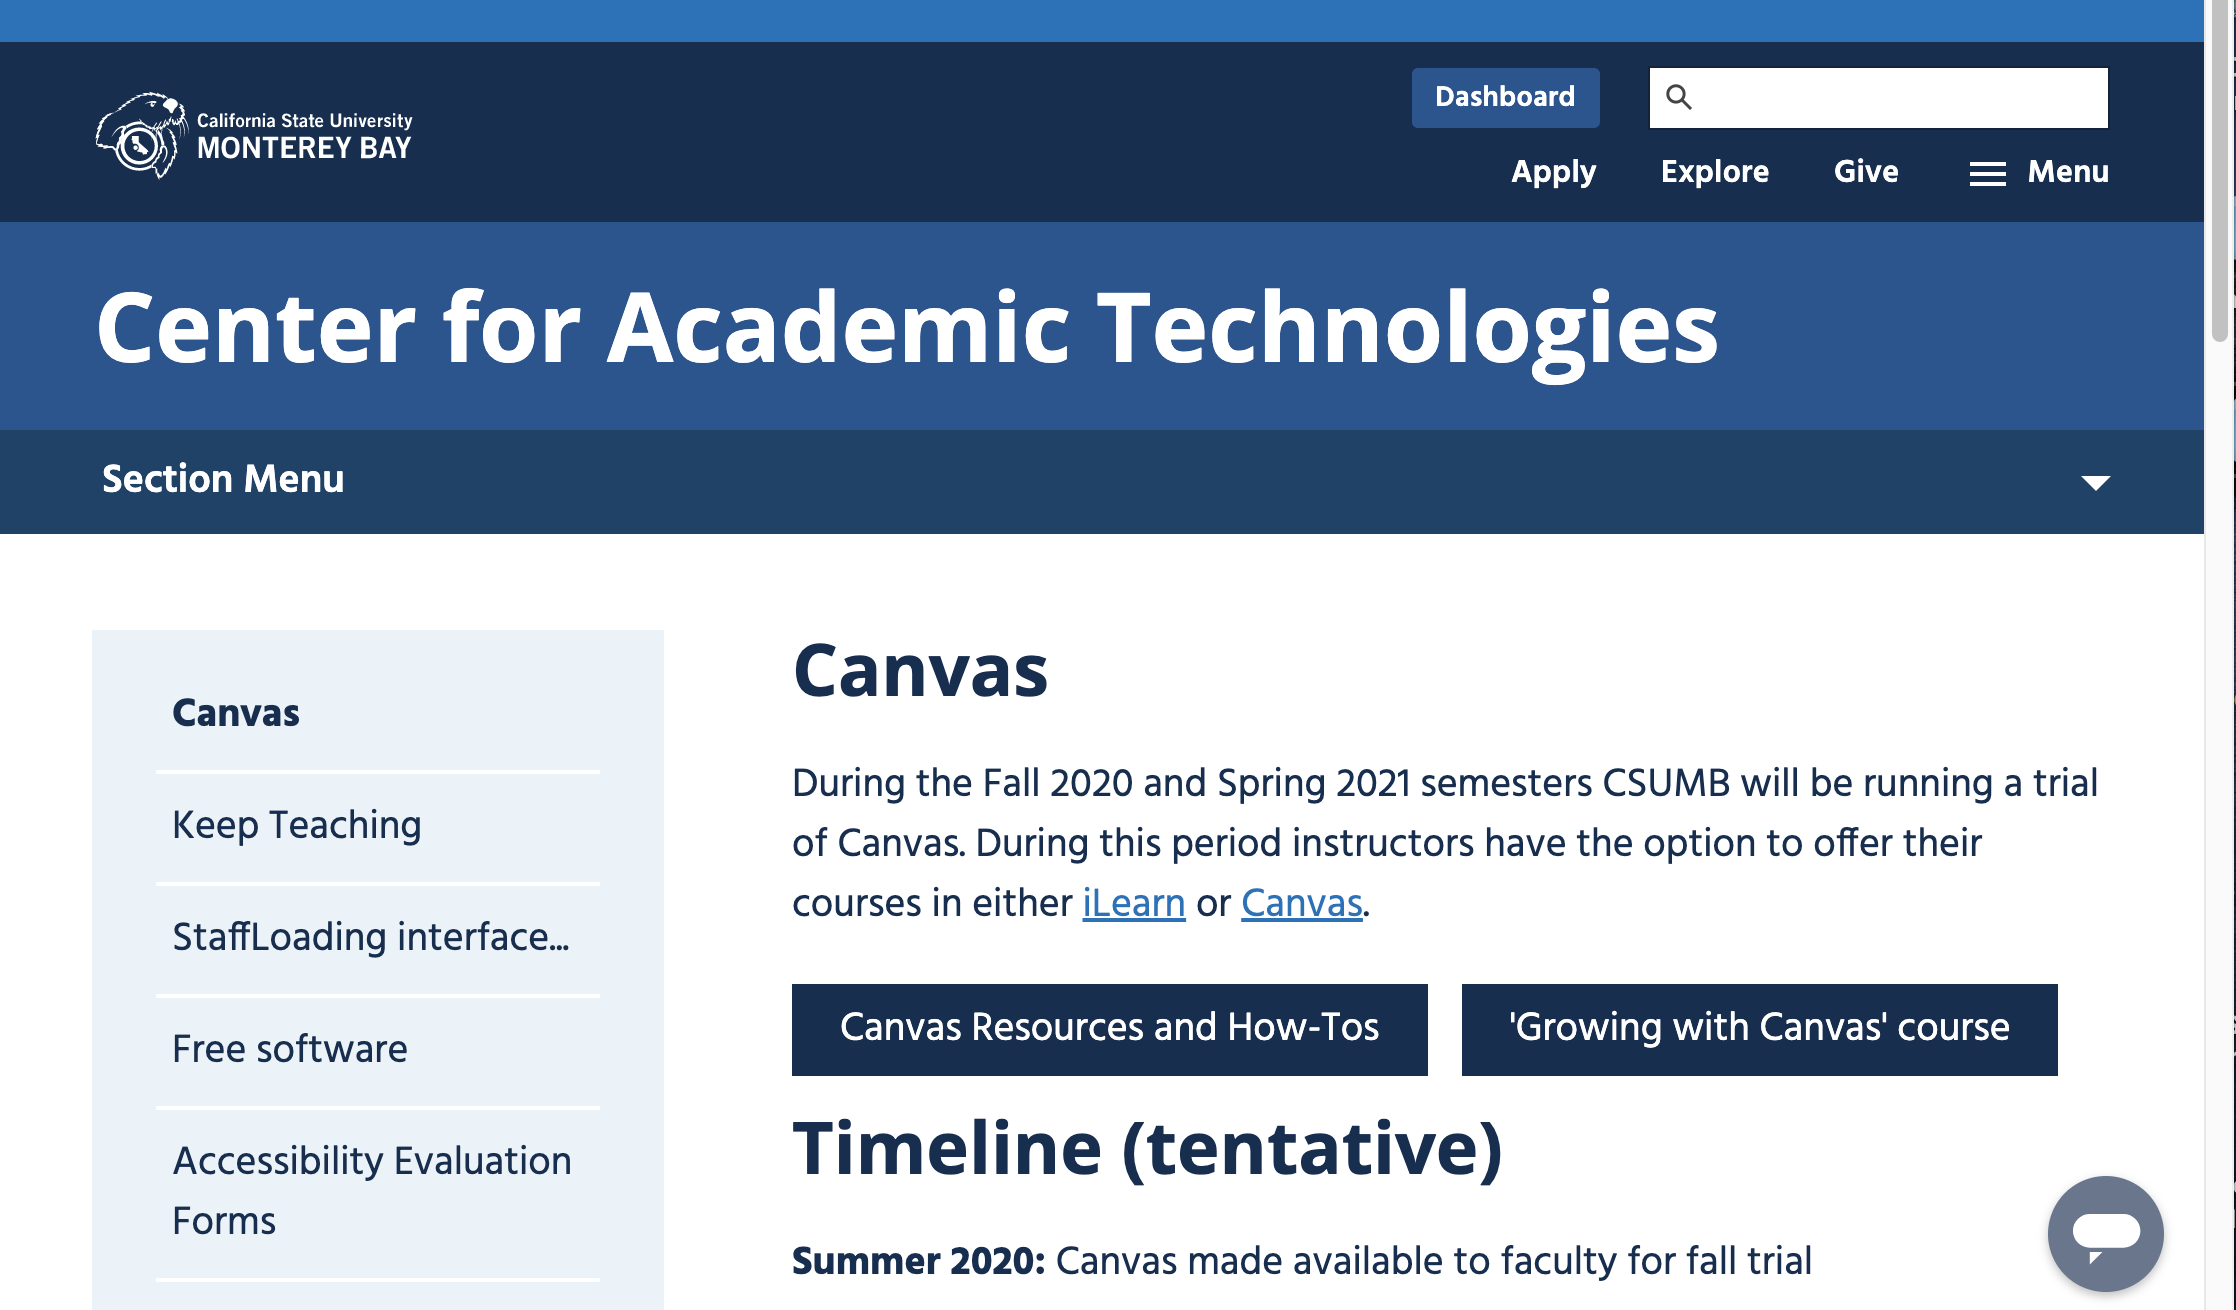 California State University
MONTEREY BAY
Dashboard
Apply
Explore
Give
Menu
Center for Academic Technologies
Section Menu
Canvas
Keep Teaching
StaffLoading interface...
Free software
Accessibility Evaluation
Forms
Canvas
During the Fall 2020 and Spring 2021 semesters CSUMB will be running a trial
of Canvas. During this period instructors have the option to offer their
courses in either iLearn or Canvas.
Canvas Resources and How-Tos
'Growing with Canvas' course
Timeline (tentative)
Summer 2020: Canvas made available to faculty for fall trial